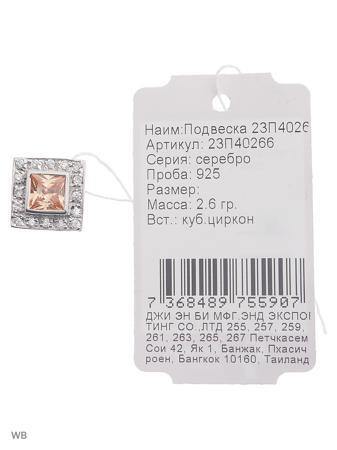 Наим:Подвеска 23П4026
Артикул: 23П40266
Серия: серебро
Проба: 925
Размер:
Масса: 2.6 гр.
Вст.: куб.циркон
7 368489 755907
ДЖИ ЭН БИ МФГ.ЭНД ЭКСПО
ТИНГ СО.,ЛТД 255, 257, 259,
261, 263, 265, 267 Петчкасем
Сои 42, Як 1, Банжак, Пхасич
роен, Бангкок 10160, Таиланд
WB